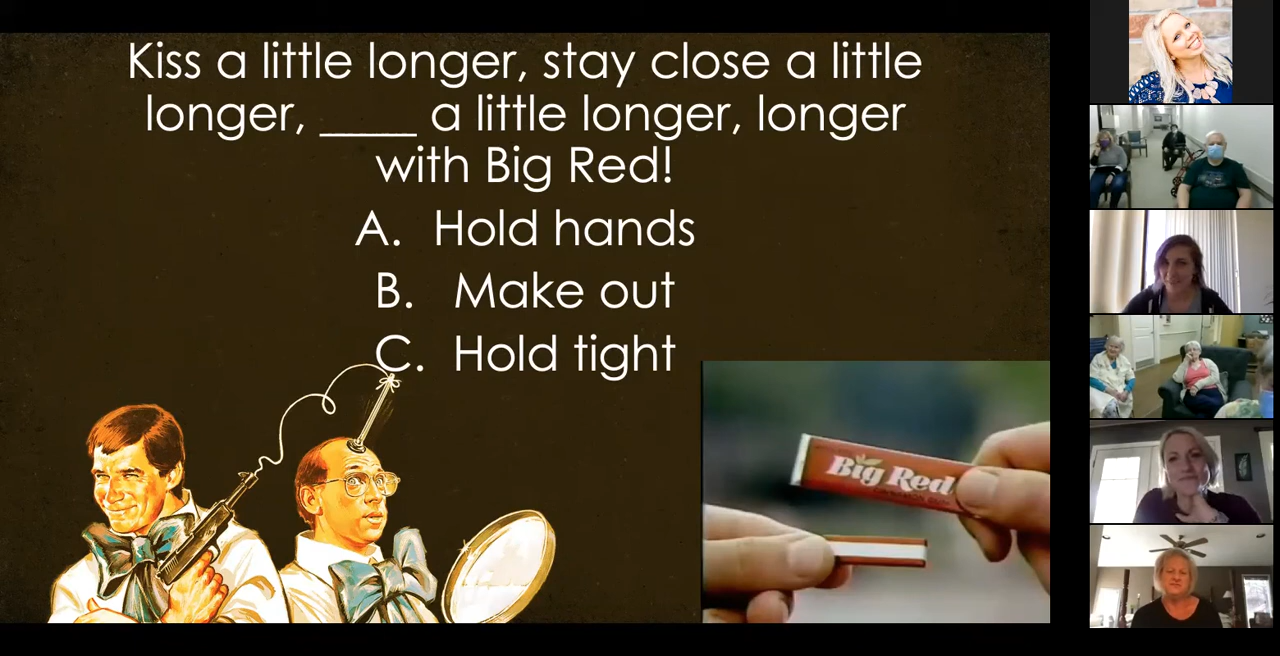 Kiss a little longer, stay close a little
longer, _____ a little longer, longer
with Big Red!
A. Hold hands
B. Make out
C. Hold tight
Big Red